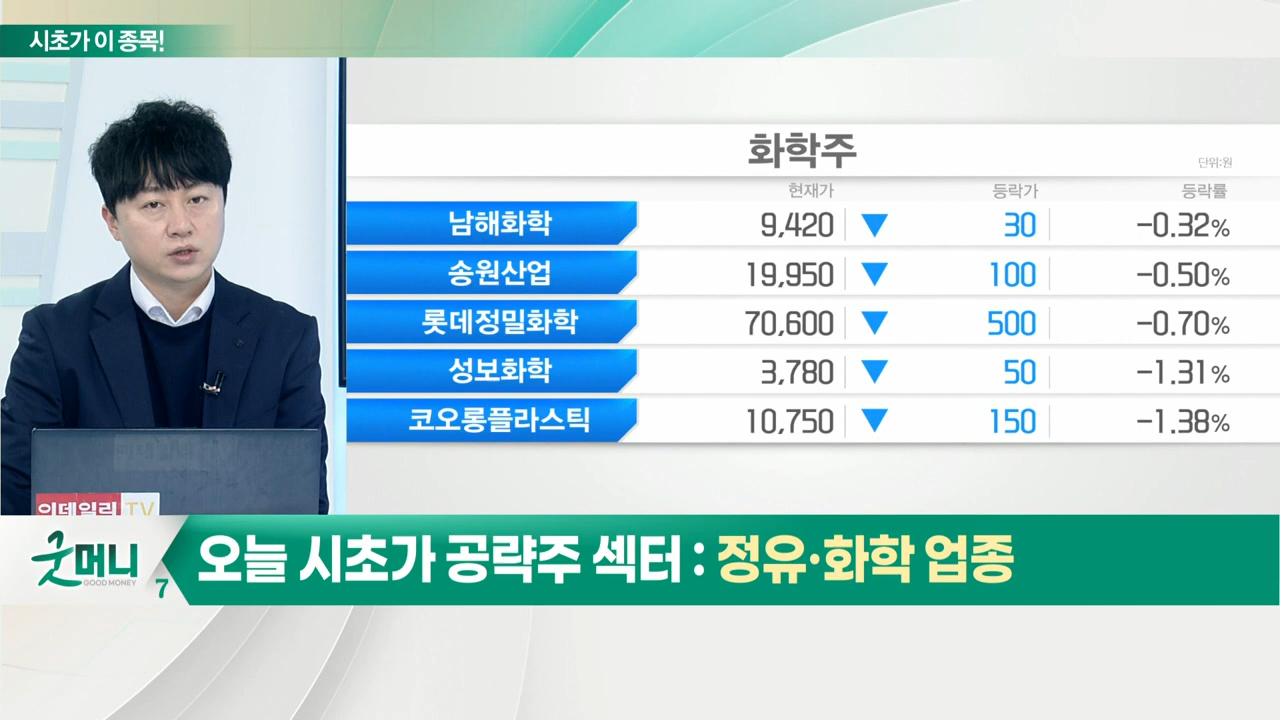 시초가 이 종목!
화학주
단위:원
현재가 등락가 등락률
남해화학 9,420 ▼ 30 -0.32%
송원산업 19,950 ▼ 100 -0.50%
롯데정밀화학 70,600 ▼ 500 -0.70%
성보화학 3,780 ▼ 50 -1.31%
코오롱플라스틱 10,750 ▼ 150 -1.38%
이데일리 TV
굿머니
GOOD MONEY
7
오늘 시초가 공략주 섹터 : 정유·화학 업종